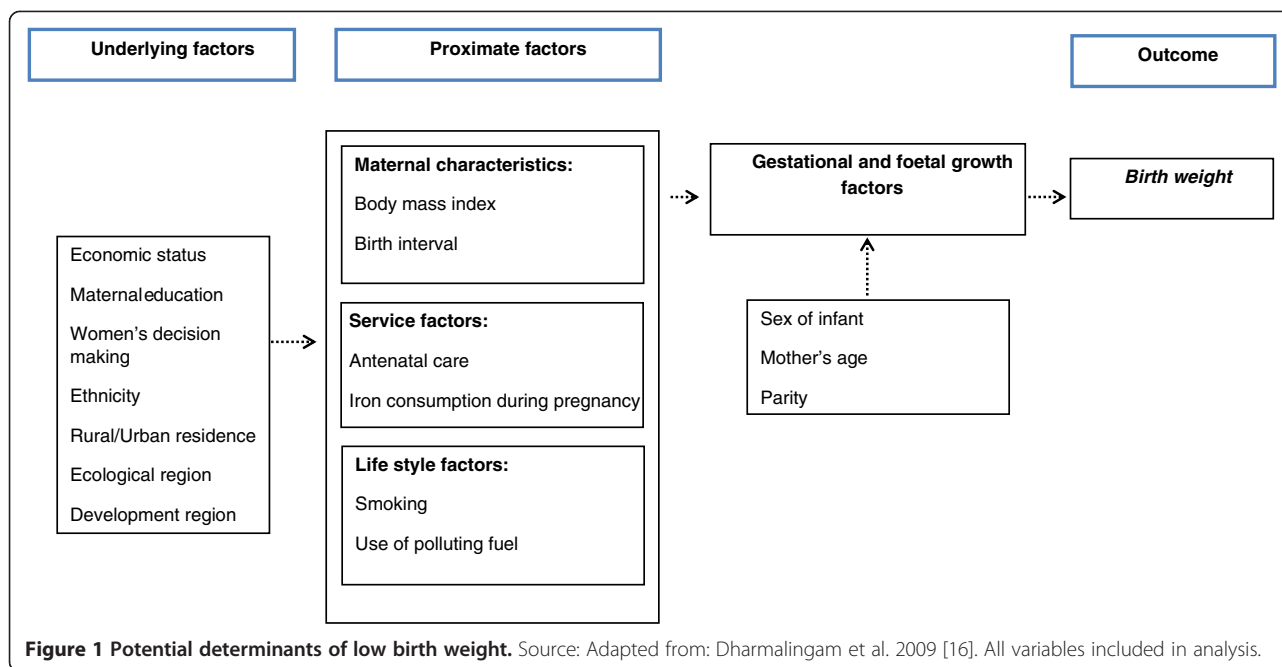 Underlying factors
Proximate factors
Outcome
Economic status
Maternal education
Women's decision
making
Ethnicity
Rural/Urban residence
Ecological region
Development region
Maternal characteristics:
Body mass index
Birth interval
Service factors:
Antenatal care
Iron consumption during pregnancy
Life style factors:
Smoking
Use of polluting fuel
Gestational and foetal growth
factors
Sex of infant
Mother's age
Parity
Birth weight
Figure 1 Potential determinants of low birth weight. Source: Adapted from: Dharmalingam et al. 2009 [16]. All variables included in analysis.